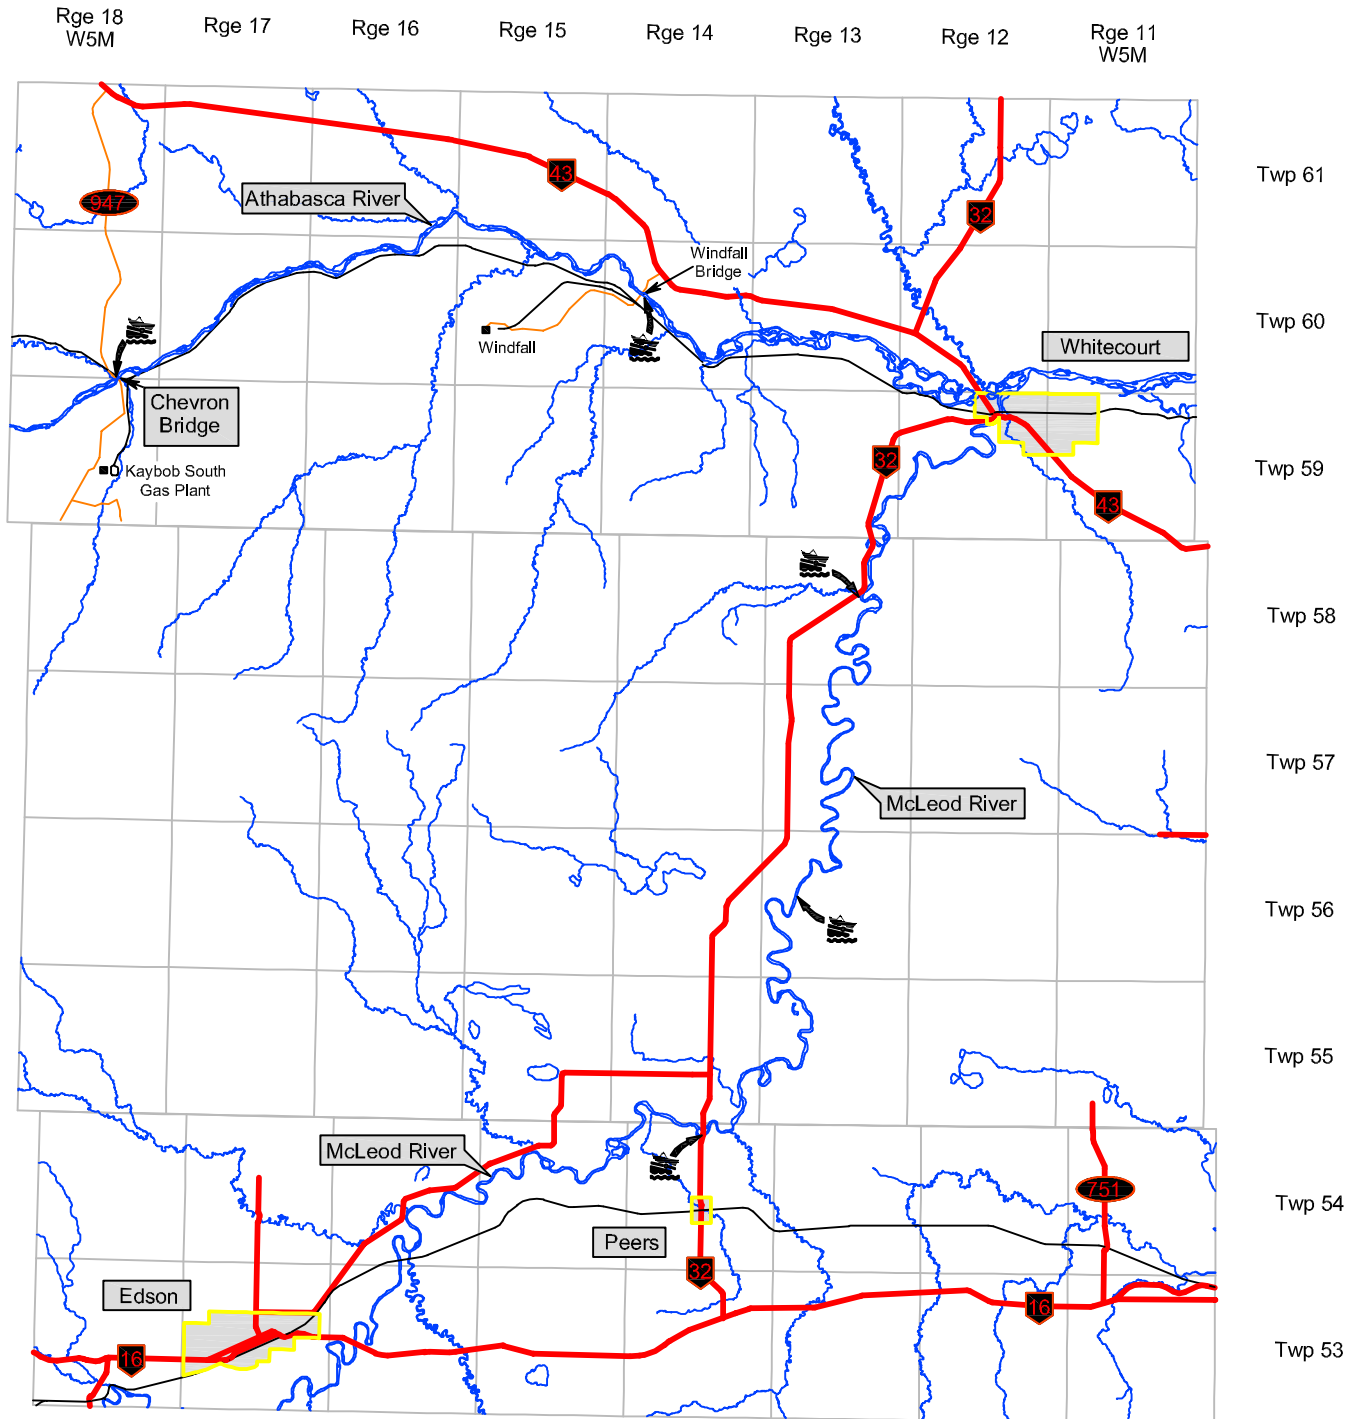 Rge 18
W5M
Rge 17
Rge 16
Rge 15
Rge 14
Rge 13
Rge 12
Rge 11
W5M
Twp 61
43
947
Athabasca River
32
Windfall
Bridge
Twp 60
Windfall
Whitecourt
Chevron
Bridge
Kaybob South
Gas Plant
32
Twp 59
43
Twp 58
Twp 57
McLeod River
Twp 56
Twp 55
McLeod River
751
Twp 54
Peers
32
Edson
16
16
Twp 53